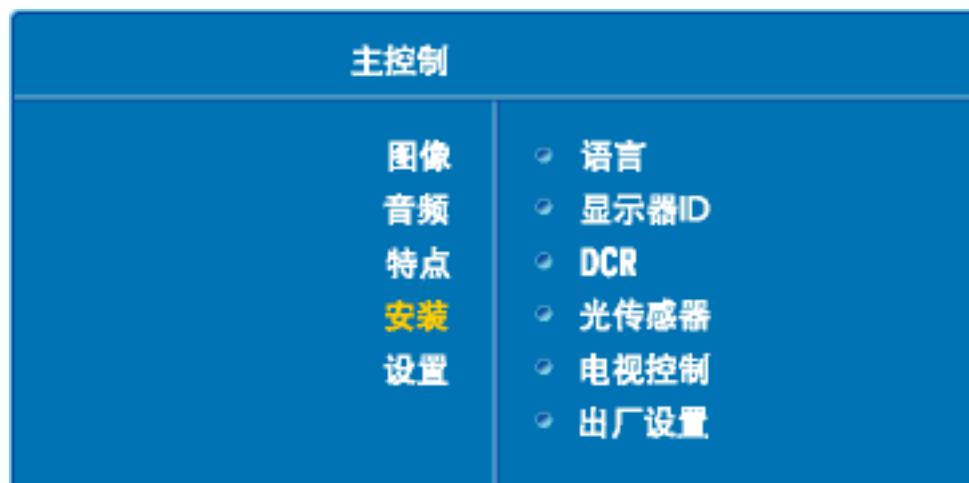 主控制
图像
音频
特点
安装
设置
语言
显示器ID
DCR
光传感器
电视控制
出厂设置